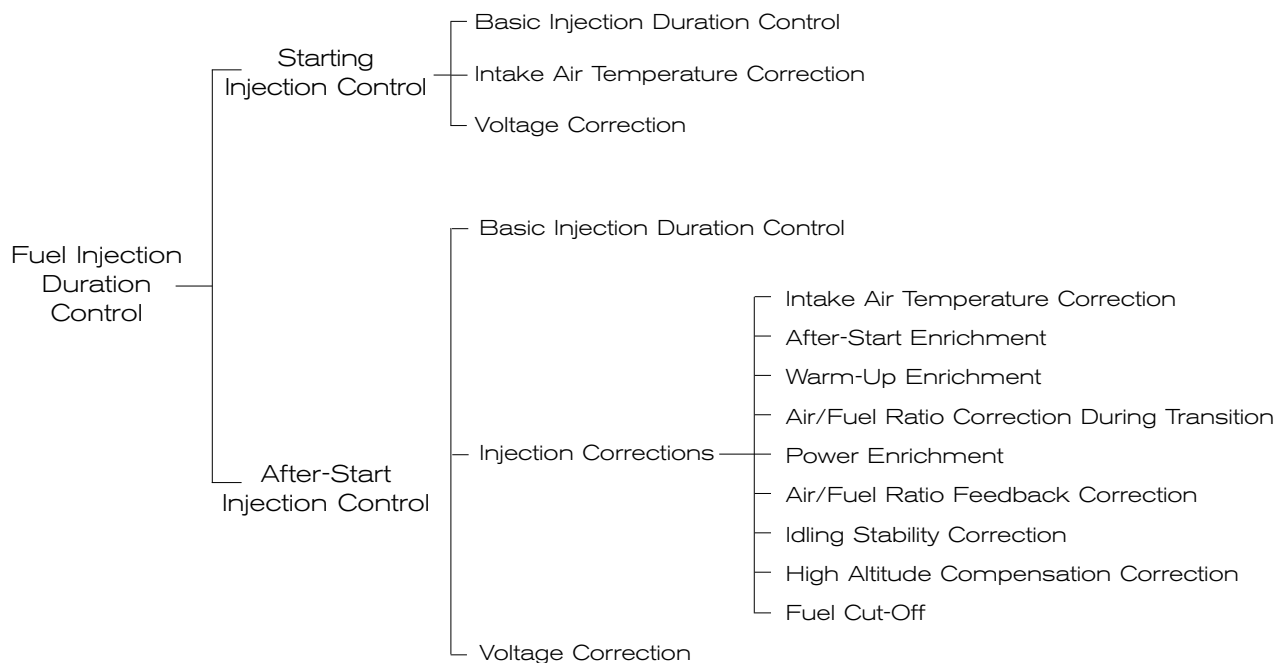 Fuel Injection
Duration
Control
Starting
Injection Control
Basic Injection Duration Control
Intake Air Temperature Correction
Voltage Correction
After-Start
Injection Control
Basic Injection Duration Control
Injection Corrections
Intake Air Temperature Correction
After-Start Enrichment
Warm-Up Enrichment
Air/Fuel Ratio Correction During Transition
Power Enrichment
Air/Fuel Ratio Feedback Correction
Idling Stability Correction
High Altitude Compensation Correction
Fuel Cut-Off
Voltage Correction